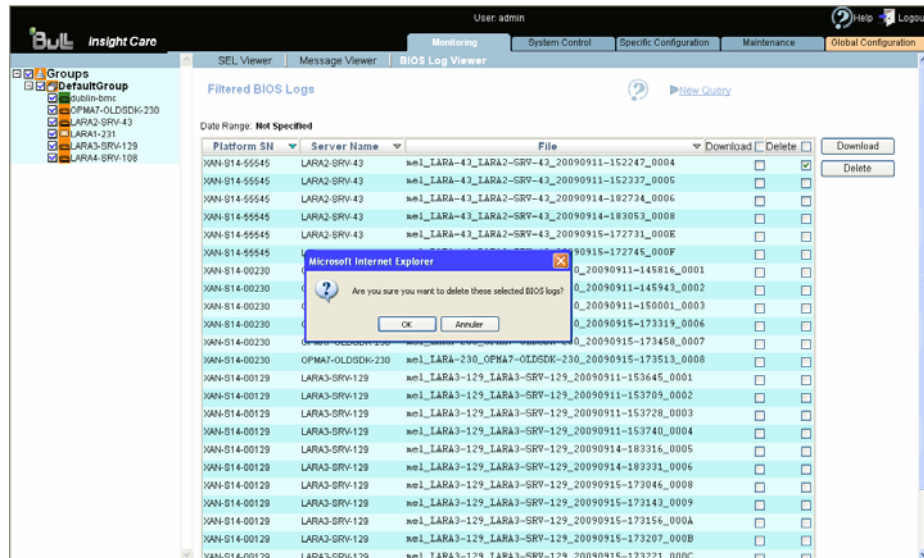 User: admin
Help Logou
Bull Insight Care
Monitoring System Control Specific Configuration Maintenance Global Configuration
SEL Viewer Message Viewer BIOS Log Viewer
Groups
DefaultGroup
dublin-bmc
OPMA7-OLDSDK-230
LARA2-SRV-43
LARA1-231
LARA3-SRV-129
LARA4-SRV-108
Filtered BIOS Logs
? New Query
Date Range: Not Specified
Platform SN Server Name File Download Delete
Download
Delete
XAN-S14-55545 LARA2-SRV-43 mel_LARA-43_LARA2-SRV-43_20090911-152247_0004
XAN-S14-55545 LARA2-SRV-43 mel_LARA-43_LARA2-SRV-43_20090911-152337_0005
XAN-S14-55545 LARA2-SRV-43 mel_LARA-43_LARA2-SRV-43_20090914-182734_0006
XAN-S14-55545 LARA2-SRV-43 mel_LARA-43_LARA2-SRV-43_20090914-183053_0008
XAN-S14-55545 LARA2-SRV-43 mel_LARA-43_LARA2-SRV-43_20090915-172731_000E
XAN-S14-55545 90915-172745_000F
XAN-S14-00230 0_20090911-145816_0001
XAN-S14-00230 0_20090911-145943_0002
XAN-S14-00230 0_20090911-150001_0003
XAN-S14-00230 0_20090915-173319_0006
XAN-S14-00230 0_20090915-173458_0007
Microsoft Internet Explorer
Are you sure you want to delete these selected BIOS logs?
OK Annuler
XAN-S14-00230 OPMA7-OLDSDK-230 mel_LARA-230_OPMA7-OLDSDK-230_20090915-173513_0008
XAN-S14-00129 LARA3-SRV-129 mel_LARA3-129_LARA3-SRV-129_20090911-153645_0001
XAN-S14-00129 LARA3-SRV-129 mel_LARA3-129_LARA3-SRV-129_20090911-153709_0002
XAN-S14-00129 LARA3-SRV-129 mel_LARA3-129_LARA3-SRV-129_20090911-153728_0003
XAN-S14-00129 LARA3-SRV-129 mel_LARA3-129_LARA3-SRV-129_20090911-153740_0004
XAN-S14-00129 LARA3-SRV-129 mel_LARA3-129_LARA3-SRV-129_20090914-183316_0005
XAN-S14-00129 LARA3-SRV-129 mel_LARA3-129_LARA3-SRV-129_20090914-183331_0006
XAN-S14-00129 LARA3-SRV-129 mel_LARA3-129_LARA3-SRV-129_20090915-173046_0008
XAN-S14-00129 LARA3-SRV-129 mel_LARA3-129_LARA3-SRV-129_20090915-173143_0009
XAN-S14-00129 LARA3-SRV-129 mel_LARA3-129_LARA3-SRV-129_20090915-173156_000A
XAN-S14-00129 LARA3-SRV-129 mel_LARA3-129_LARA3-SRV-129_20090915-173207_000B
XAN-S14-00129 LARA3-SRV-129 mel_LARA3-129_LARA3-SRV-129_20090915-173221_000C